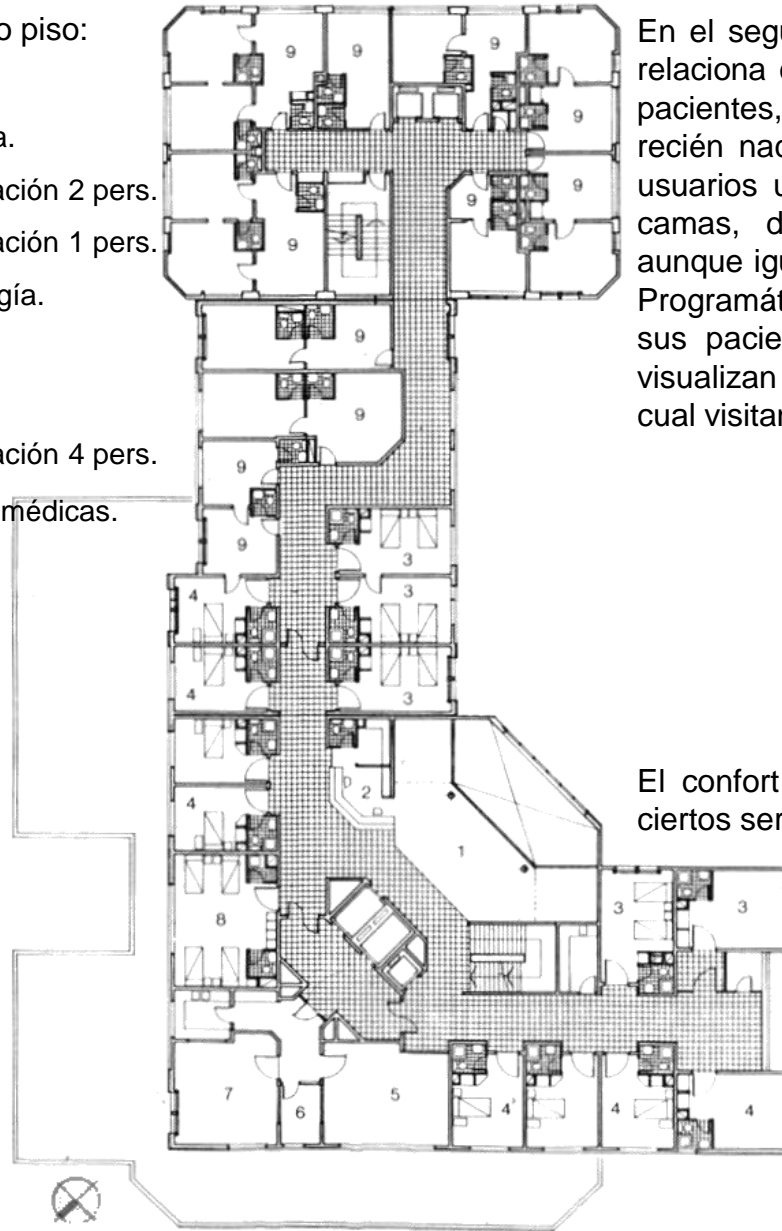 o piso:
a.
ación 2 pers.
ación 1 pers.
gía.
ación 4 pers.
médicas.
En el segu
relaciona
pacientes,
recién nac
usuarios u
camas, d
aunque igu
Programát
sus pacie
visualizan
cual visitar
El confort
ciertos ser
9 9 9
9
9 9
9 9
9
9
9
9
3
4 3
4 3
2
4
1
8
3 3
7 6 5 4 4 4